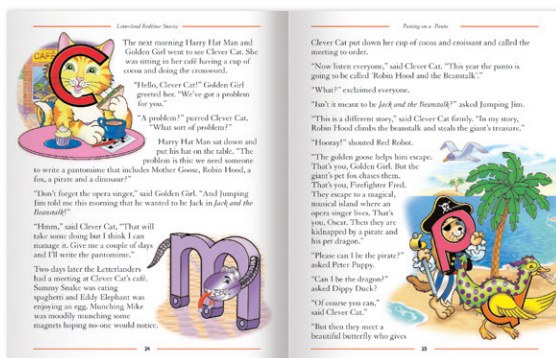 Letterland Bedtime Stories
CAFÉ
The next morning Harry Hat Man and
Golden Girl went to see Clever Cat. She
was sitting in her café having a cup of
cocoa and doing the crossword.
"Hello, Clever Cat!" Golden Girl
greeted her. "We've got a problem
for you."
"A problem?" purred Clever Cat,
"What sort of problem?"
Harry Hat Man sat down and
put his hat on the table. "The
problem is this: we need someone
to write a pantomime that includes Mother Goose, Robin Hood, a
fox, a pirate and a dinosaur?"
"Don't forget the opera singer," said Golden Girl. "And Jumping
Jim told me this morning that he wanted to be Jack in Jack and the
Beanstalk!"
"Hmm," said Clever Cat, "That will
take some doing but I think I can
manage it. Give me a couple of days
and I'll write the pantomime."
Two days later the Letterlanders
had a meeting at Clever Cat's café.
Sammy Snake was eating
spaghetti and Eddy Elephant was
enjoying an egg. Munching Mike
was moodily munching some
magnets hoping no-one would notice.
24
Putting on a Panto
Clever Cat put down her cup of cocoa and croissant and called the
meeting to order.
"Now listen everyone," said Clever Cat. "This year the panto is
going to be called 'Robin Hood and the Beanstalk'."
"What?" exclaimed everyone.
"Isn't it meant to be Jack and the Beanstalk?" asked Jumping Jim.
"This is a different story," said Clever Cat firmly. "In my story,
Robin Hood climbs the beanstalk and steals the giant's treasure."
"Hooray!" shouted Red Robot.
"The golden goose helps him escape.
That's you, Golden Girl. But the
giant's pet fox chases them.
That's you, Firefighter Fred.
They escape to a magical,
musical island where an
opera singer lives. That's
you, Oscar. Then they are
kidnapped by a pirate and
his pet dragon."
"Please can I be the pirate?"
asked Peter Puppy.
"Can I be the dragon?"
asked Dippy Duck?
"Of course you can,"
said Clever Cat.
"But then they meet a
beautiful butterfly who gives
25